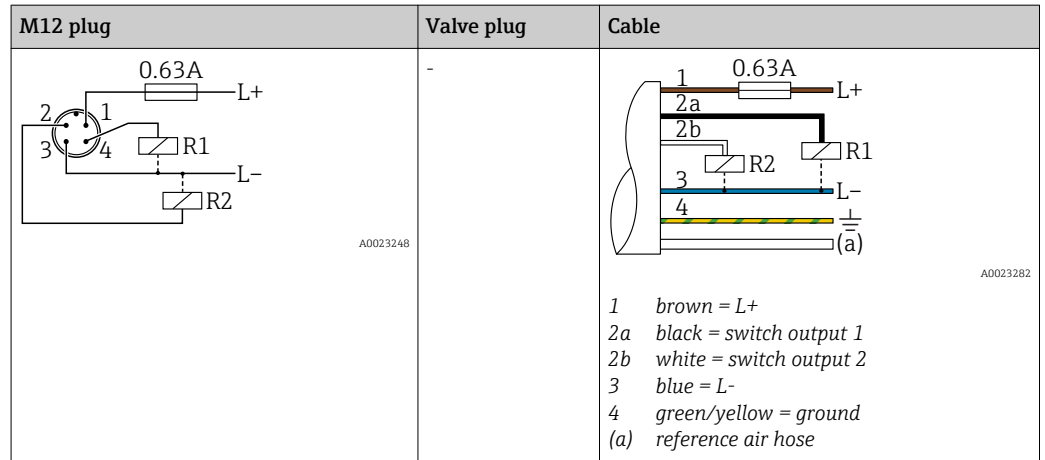 M12 plug
Valve plug
Cable
0.63A
L+
2
1
3
4
R1
L–
R2
A0023248
-
1
0.63A
L+
2a
2b
R1
R2
3
L–
4
(a)
A0023282
1 brown = L+
2a black = switch output 1
2b white = switch output 2
3 blue = L-
4 green/yellow = ground
(a) reference air hose